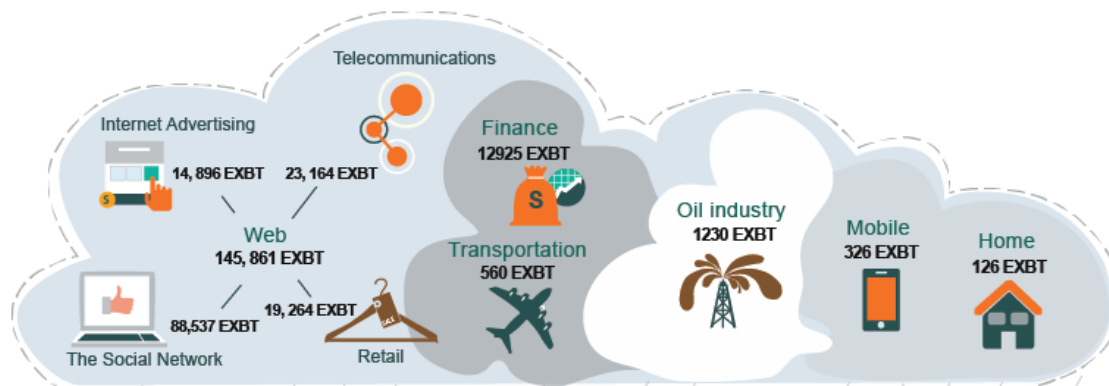 Telecommunications
Internet Advertising
14, 896 EXBT
23, 164 EXBT
Web
145, 861 EXBT
88,537 EXBT
19, 264 EXBT
The Social Network
SALE
Retail
Finance
12925 EXBT
S
Transportation
560 EXBT
Oil industry
1230 EXBT
Mobile
326 EXBT
Home
126 EXBT
S